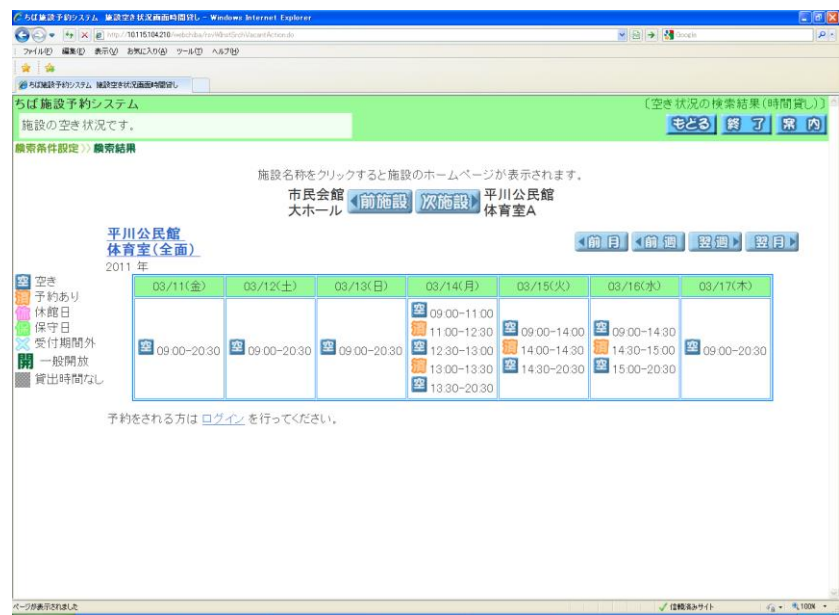 ちば施設予約システム 施設空き状況画面時間貸し - Windows Internet Explorer
http://10.115.104.210/webchiba/rsvWInstSrchVacantAction.do
Google
ファイル(F) 編集(E) 表示(V) お気に入り(A) ツール(T) ヘルプ(H)
ちば施設予約システム 施設空き状況画面時間貸し
ちば施設予約システム
〔空き状況の検索結果(時間貸し)〕
施設の空き状況です。
もどる 終了 案内
検索条件設定 >> 検索結果
施設名称をクリックすると施設のホームページが表示されます。
市民会館 大ホール 前施設 次施設 平川公民館 体育室A
平川公民館
体育室(全面)
前月 前週 翌週 翌月
2011 年
空 空き
済 予約あり
休 休館日
保 保守日
受付期間外
開 一般開放
貸出時間なし
03/11(金) 03/12(土) 03/13(日) 03/14(月) 03/15(火) 03/16(水) 03/17(木)
空 09:00-20:30
空 09:00-20:30
空 09:00-20:30
空 09:00-11:00
済 11:00-12:30
空 12:30-13:00
済 13:00-13:30
空 13:30-20:30
空 09:00-14:00
済 14:00-14:30
空 14:30-20:30
空 09:00-14:30
済 14:30-15:00
空 15:00-20:30
空 09:00-20:30
予約をされる方は ログイン を行ってください。
ページが表示されました
信頼済みサイト
100%